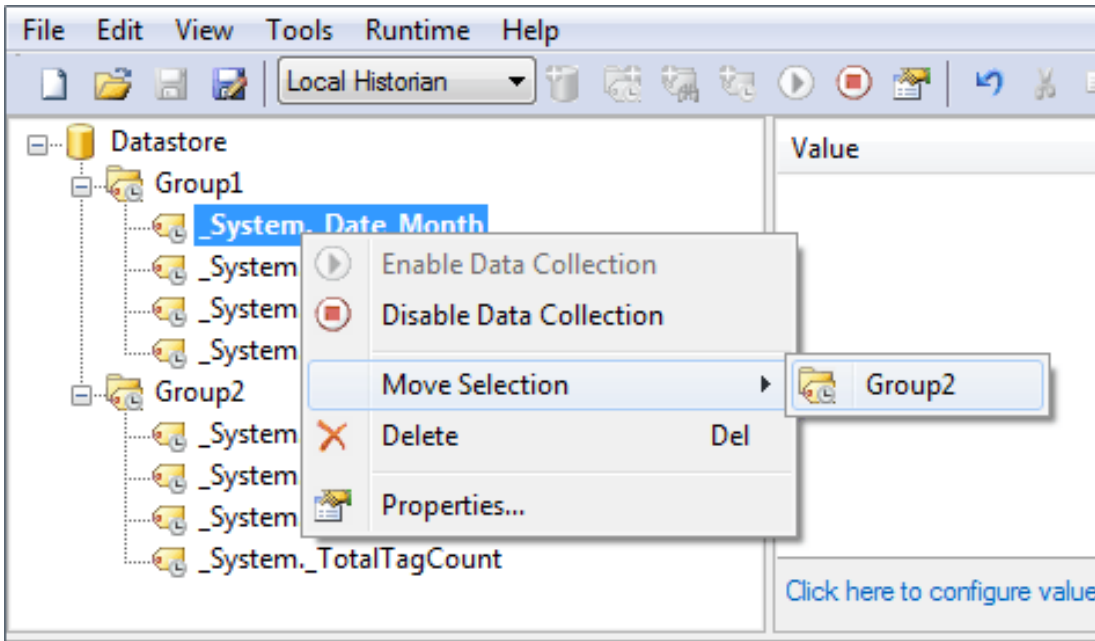 File Edit View Tools Runtime Help
Local Historian
Datastore
Value
Group1
_System._Date_Month
_System.
Enable Data Collection
_System.
Disable Data Collection
_System.
Group2
Move Selection
Group2
_System.
Delete Del
_System.
_System.
Properties...
_System._TotalTagCount
Click here to configure value